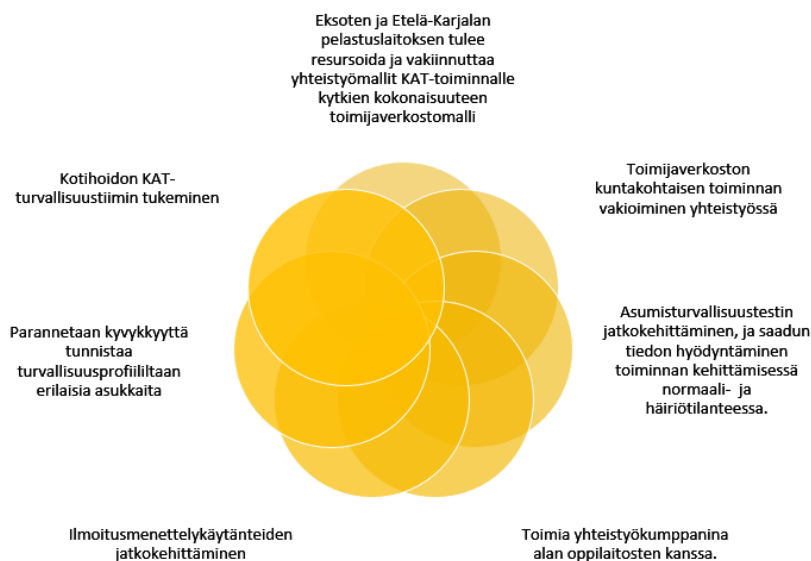 Eksoten ja Etelä-Karjalan
pelastuslaitoksen tulee
resursoida ja vakiinnuttaa
yhteistyömallit KAT-toiminnalle
kytkien kokonaisuuteen
toimijaverkostomalli
Toimijaverkoston
kuntakohtaisen toiminnan
vakioiminen yhteistyössä
Asumisturvallisuustestin
jatkokehittäminen, ja saadun
tiedon hyödyntäminen
toiminnan kehittämisessä
normaali- ja
häiriötilanteessa.
Toimia yhteistyökumppanina
alan oppilaitosten kanssa.
Ilmoitusmenettelykäytänteiden
jatkokehittäminen
Parannetaan kyvykkyyttä
tunnistaa
turvallisuusprofiililtaan
erilaisia asukkaita
Kotihoidon KAT-
turvallisuustiimin tukeminen